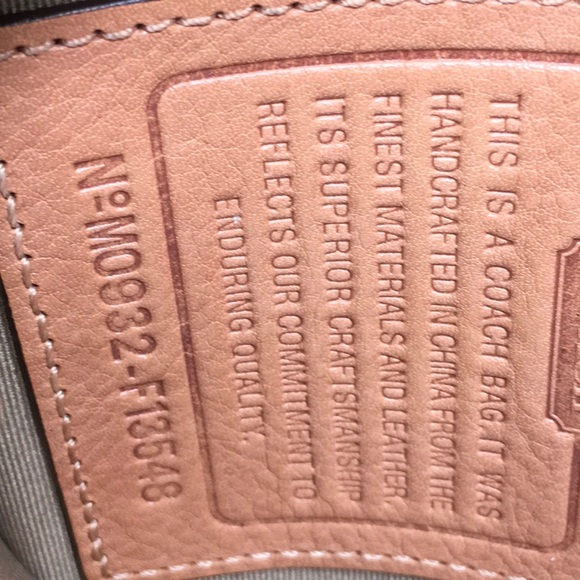 THIS IS A COACH BAG. IT WAS
HANDCRAFTED IN CHINA FROM THE
FINEST MATERIALS AND LEATHER
ITS SUPERIOR CRAFTSMANSHIP
REFLECTS OUR COMMITMENT TO
ENDURING QUALITY.
NºM0932-F13548